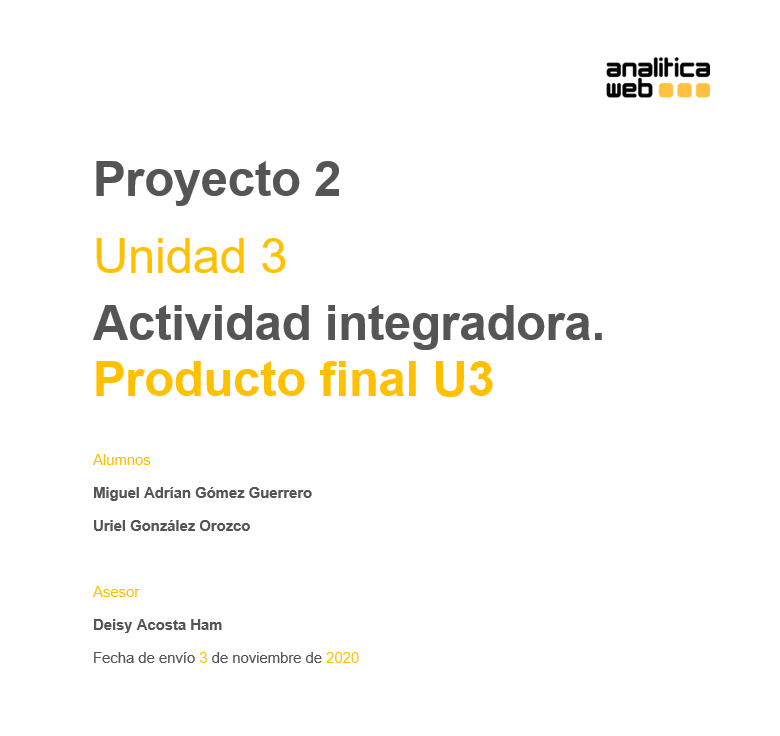 analitica
web
Proyecto 2
Unidad 3
Actividad integradora.
Producto final U3
Alumnos
Miguel Adrían Gómez Guerrero
Uriel González Orozco
Asesor
Deisy Acosta Ham
Fecha de envío 3 de noviembre de 2020